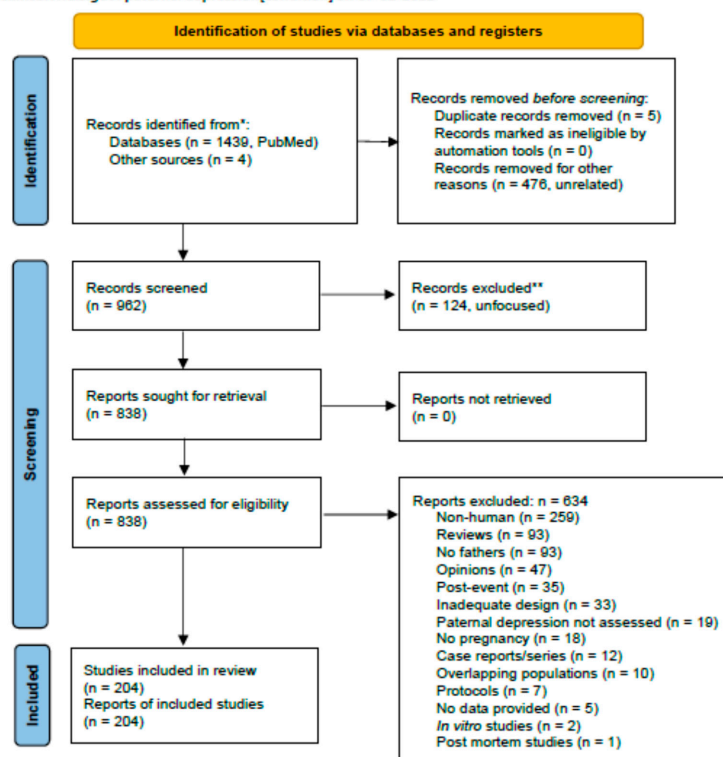 Identification of studies via databases and registers
Identification
Records identified from*:
Databases (n = 1439, PubMed)
Other sources (n = 4)
Records removed before screening:
Duplicate records removed (n = 5)
Records marked as ineligible by
automation tools (n = 0)
Records removed for other
reasons (n = 476, unrelated)
Screening
Records screened
(n = 962)
Records excluded**
(n = 124, unfocused)
Reports sought for retrieval
(n = 838)
Reports not retrieved
(n = 0)
Reports assessed for eligibility
(n = 838)
Reports excluded: n = 634
Non-human (n = 259)
Reviews (n = 93)
No fathers (n = 93)
Opinions (n = 47)
Post-event (n = 35)
Inadequate design (n = 33)
Paternal depression not assessed (n = 19)
No pregnancy (n = 18)
Case reports/series (n = 12)
Overlapping populations (n = 10)
Protocols (n = 7)
No data provided (n = 5)
In vitro studies (n = 2)
Post mortem studies (n = 1)
Included
Studies included in review
(n = 204)
Reports of included studies
(n = 204)